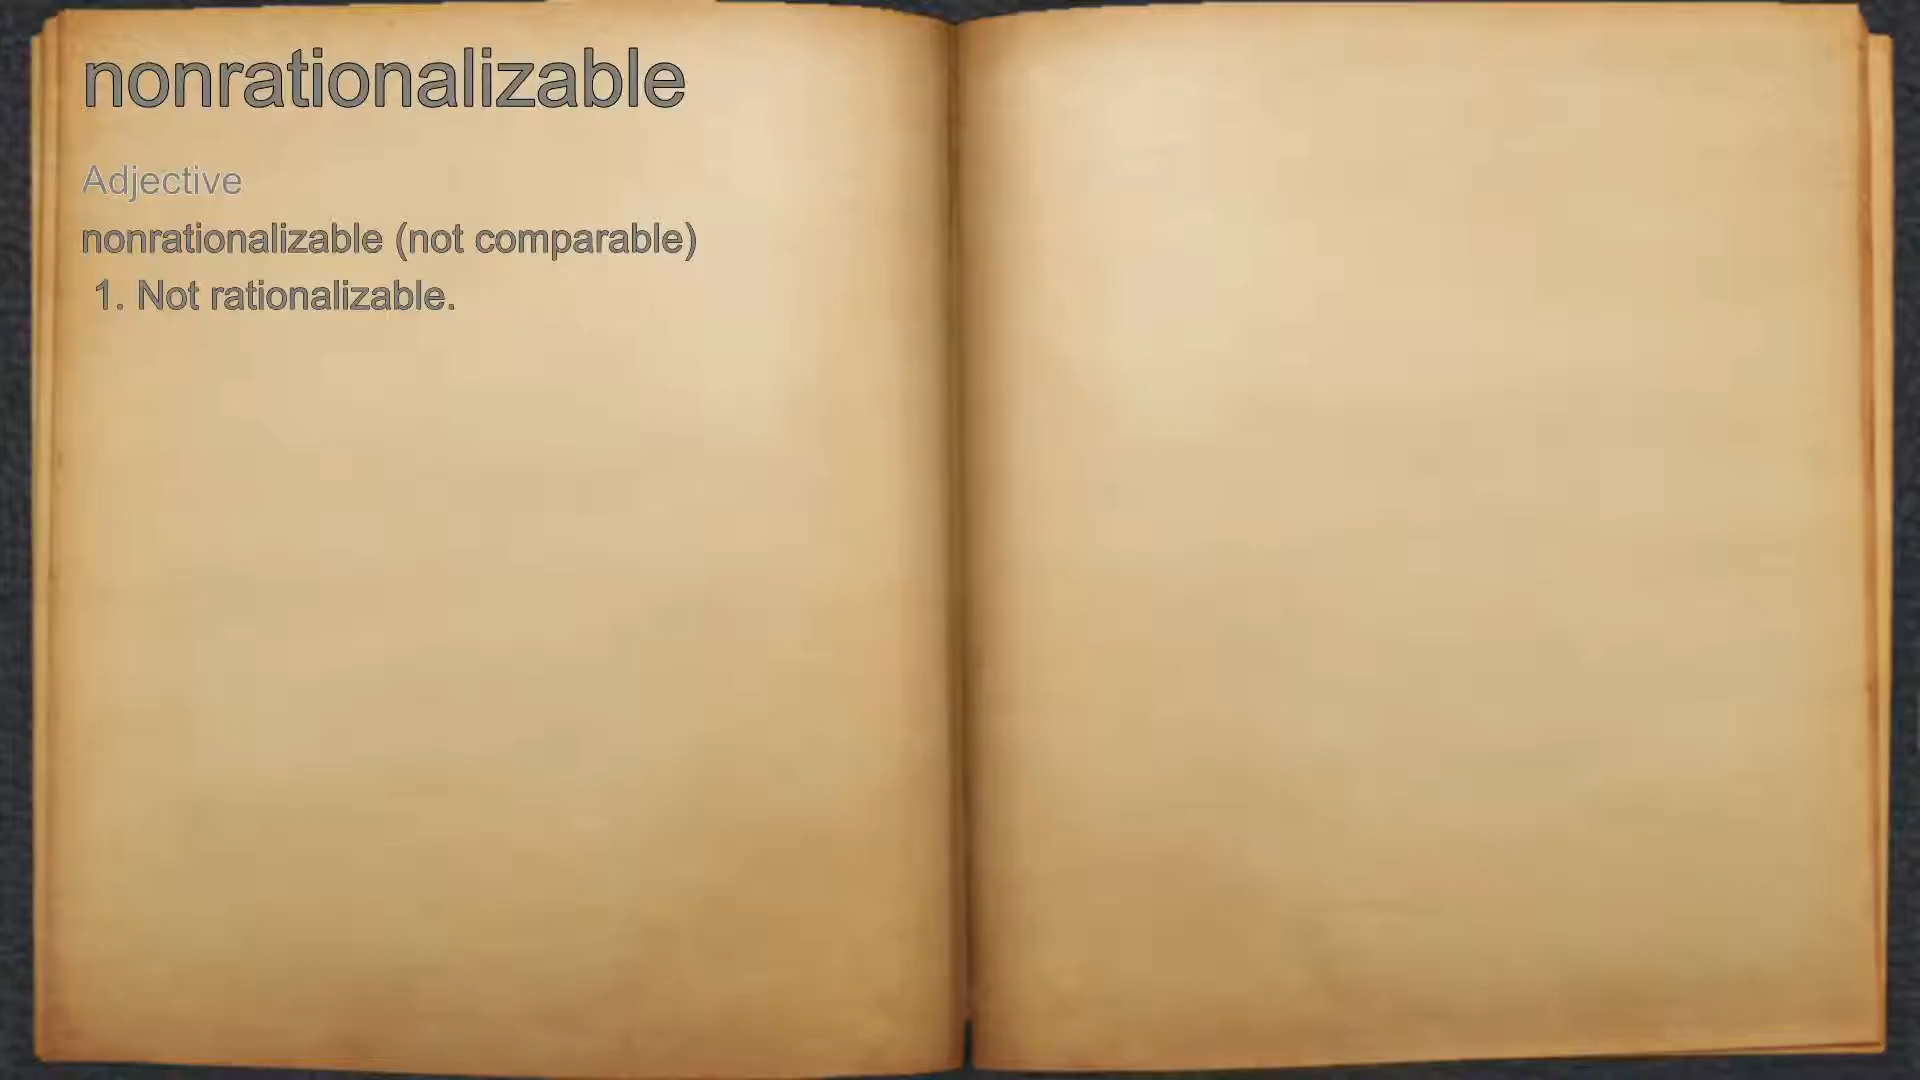 nonrationalizable
Adjective
nonrationalizable (not comparable)
1. Not rationalizable.